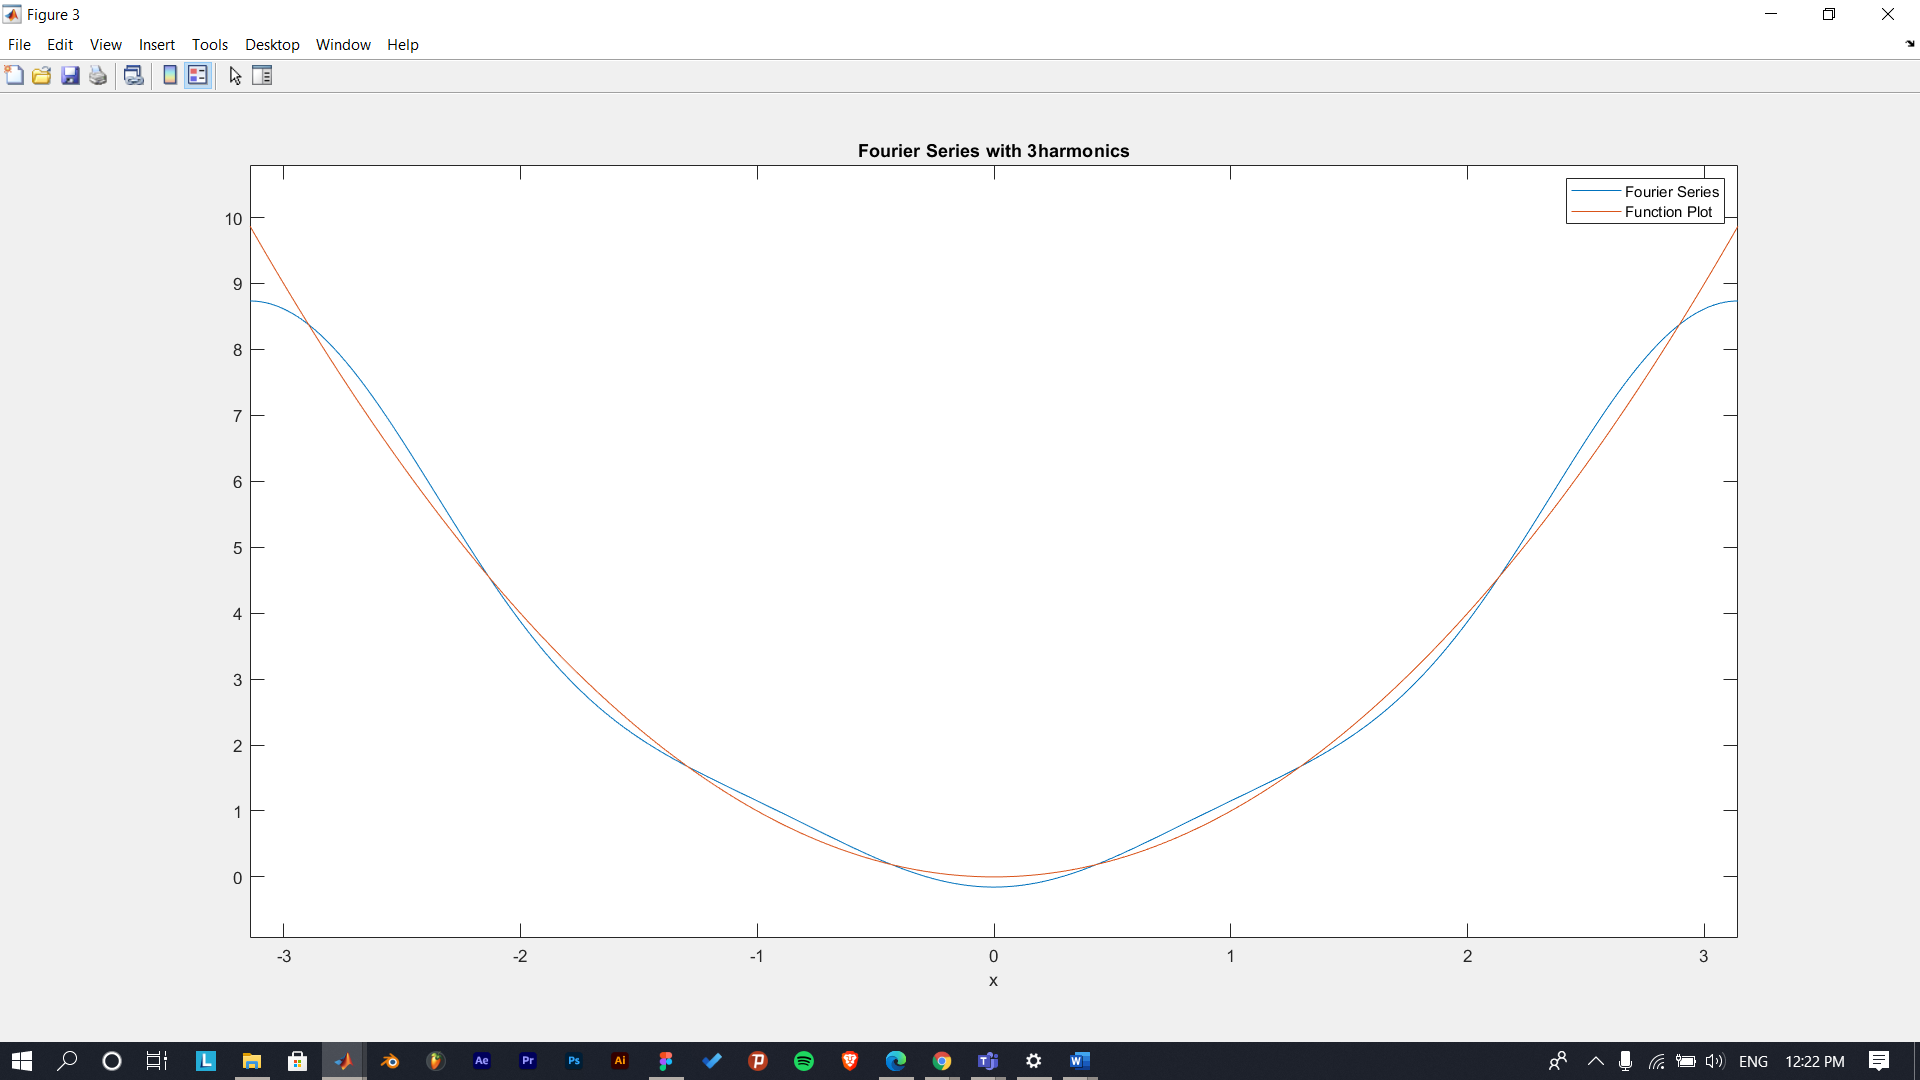 Figure 3
File Edit View Insert Tools Desktop Window Help
Fourier Series with 3harmonics
Fourier Series
Function Plot
10
9
8
7
6
5
4
3
2
1
0
-3 -2 -1 0 1 2 3
x
L Ae Pr Ps Ai W ENG 12:22 PM